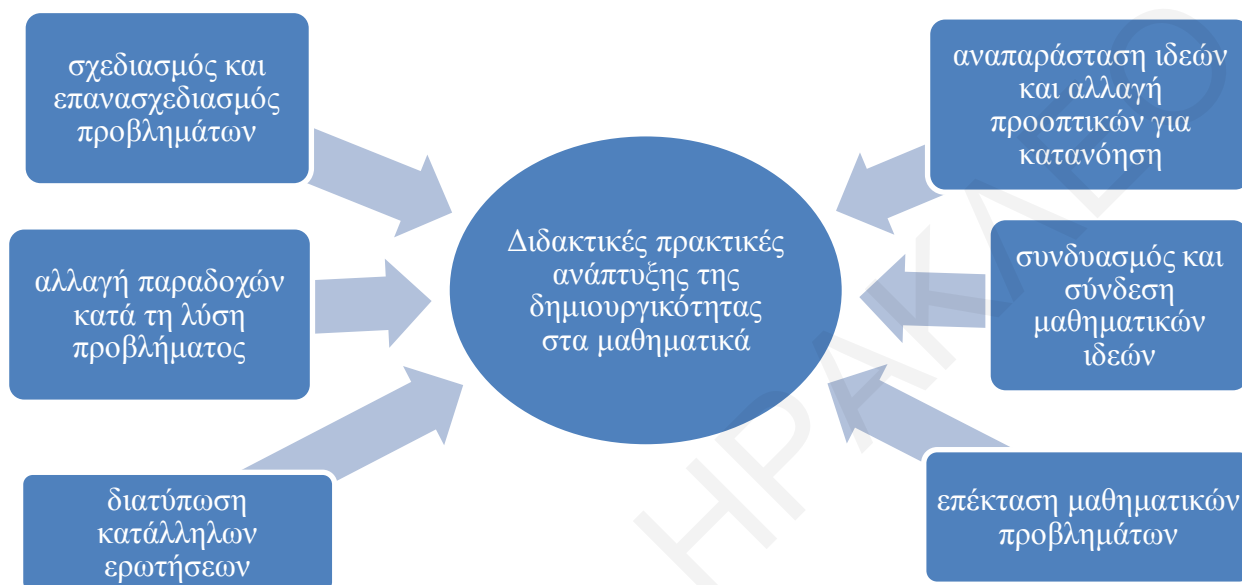 σχεδιασμός και
επανασχεδιασμός
προβλημάτων
αλλαγή παραδοχών
κατά τη λύση
προβλήματος
διατύπωση
κατάλληλων
ερωτήσεων
Διδακτικές πρακτικές
ανάπτυξης της
δημιουργικότητας
στα μαθηματικά
αναπαράσταση ιδεών
και αλλαγή
προοπτικών για
κατανόηση
συνδυασμός και
σύνδεση
μαθηματικών
ιδεών
επέκταση μαθηματικών
προβλημάτων
ΗΡΑΚΛΕΟ